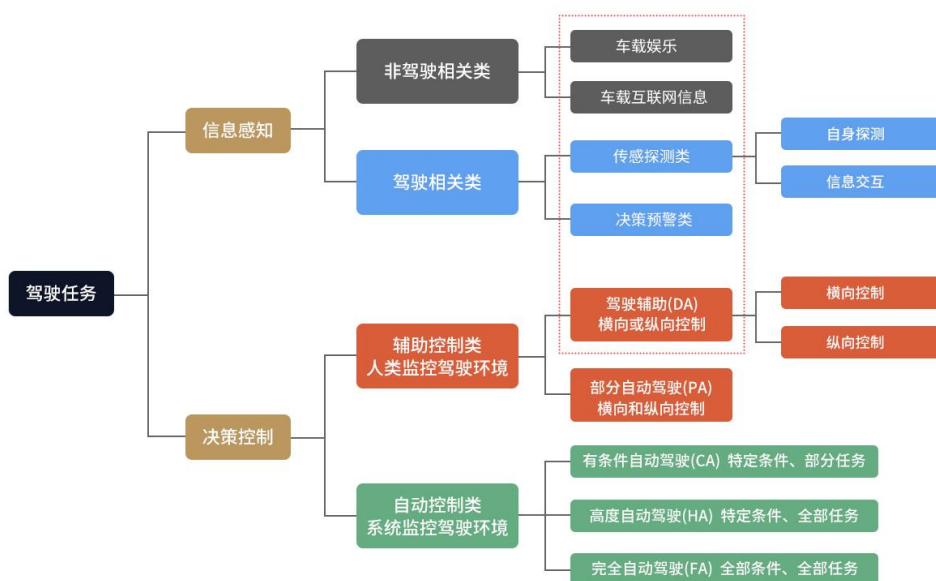 车载娱乐
非驾驶相关类
车载互联网信息
信息感知
自身探测
传感探测类
驾驶相关类
信息交互
决策预警类
驾驶任务
驾驶辅助(DA)
横向或纵向控制
横向控制
纵向控制
辅助控制类
人类监控驾驶环境
部分自动驾驶(PA)
横向和纵向控制
决策控制
有条件自动驾驶(CA) 特定条件、部分任务
自动控制类
系统监控驾驶环境
高度自动驾驶(HA) 特定条件、全部任务
完全自动驾驶(FA) 全部条件、全部任务